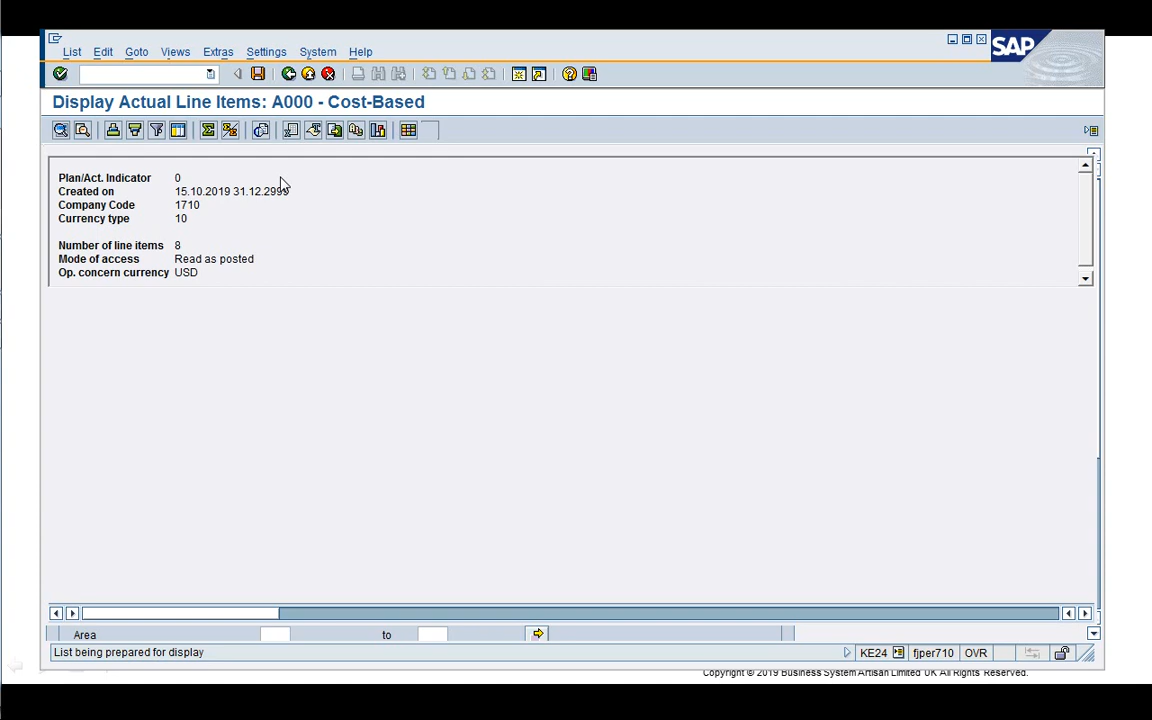 List Edit Goto Views Extras Settings System Help
SAP
Display Actual Line Items: A000 - Cost-Based
Plan/Act. Indicator 0
Created on 15.10.2019 31.12.2999
Company Code 1710
Currency type 10
Number of line items 8
Mode of access Read as posted
Op. concern currency USD
Area to
List being prepared for display KE24 fjper710 OVR
Copyright © 2019 Business System Artisan Limited UK All Rights Reserved.